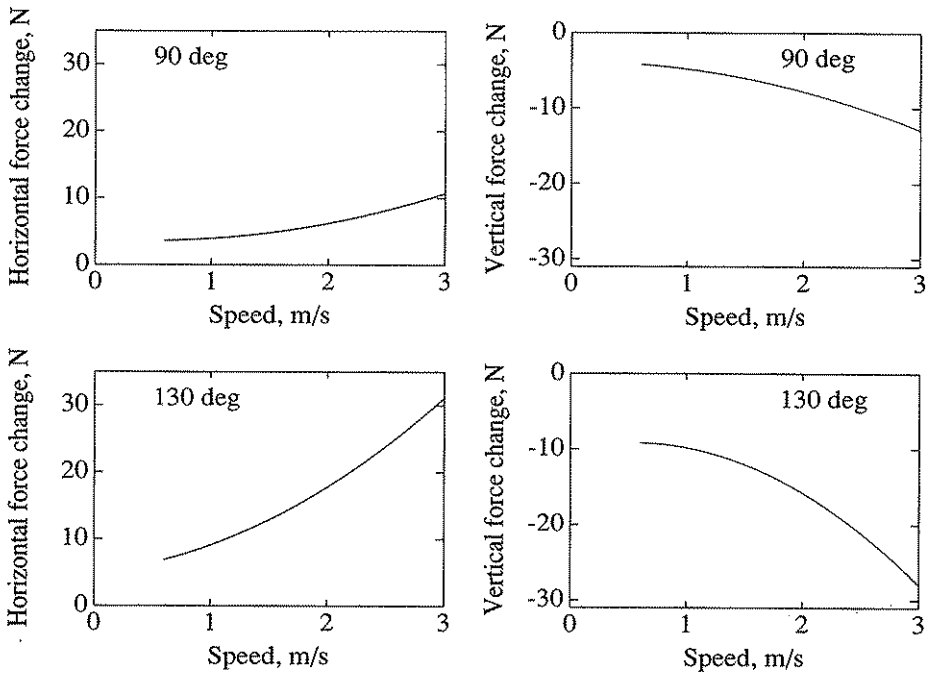 Horizontal force change, N
30
20
10
0
90 deg
0 1 2 3
Speed, m/s
Vertical force change, N
0
-10
-20
-30
90 deg
0 1 2 3
Speed, m/s
Horizontal force change, N
30
20
10
0
130 deg
0 1 2 3
Speed, m/s
Vertical force change, N
0
-10
-20
-30
130 deg
0 1 2 3
Speed, m/s